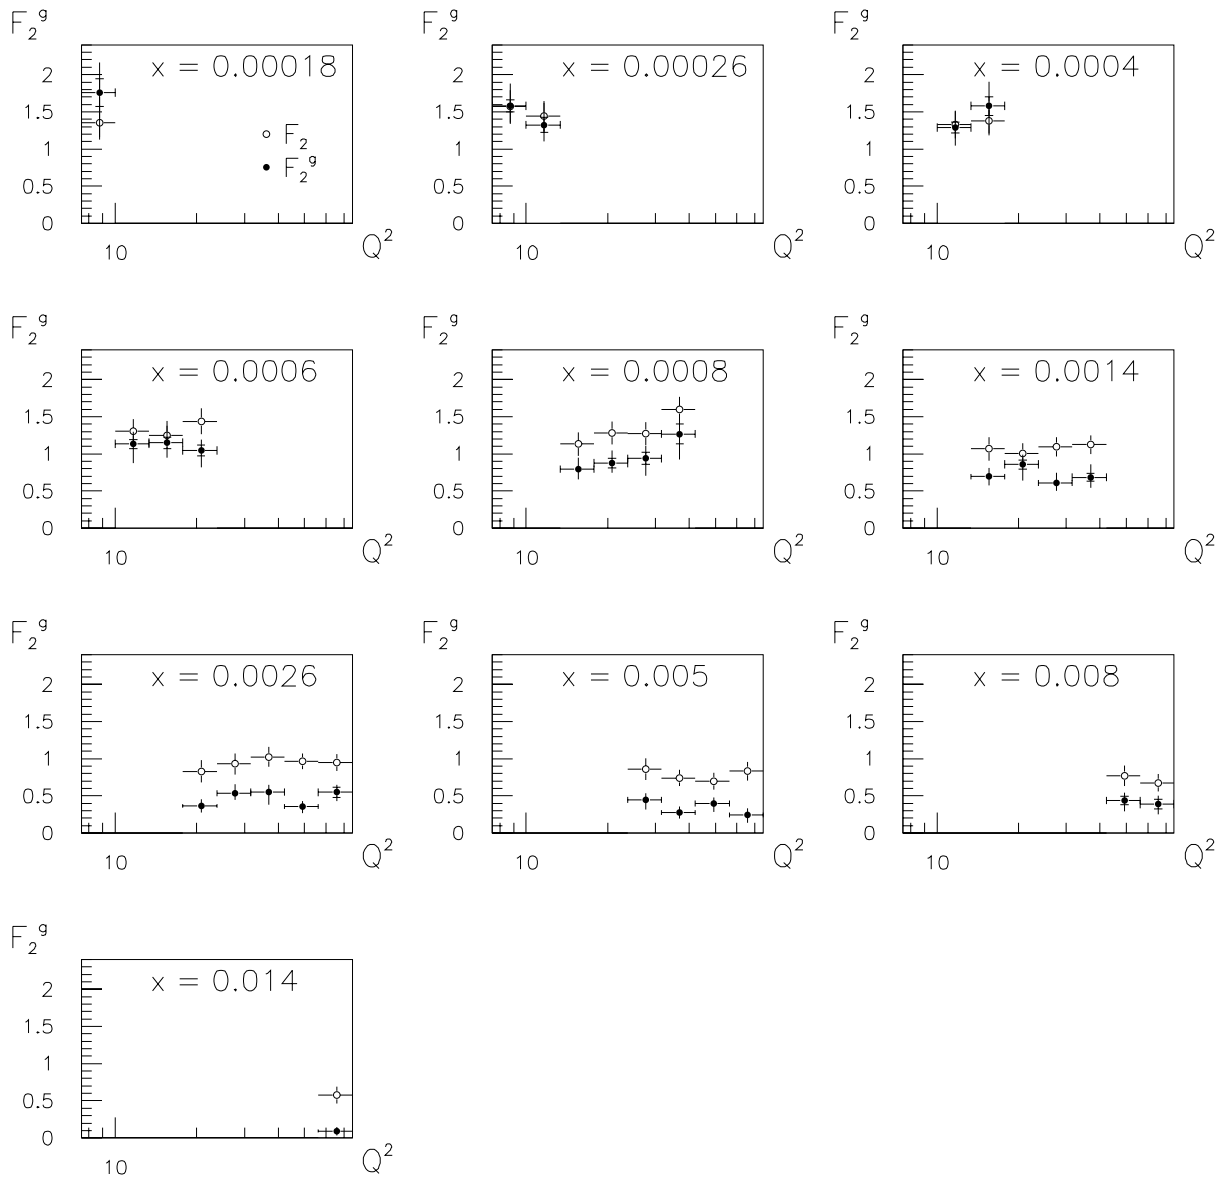 F₂ᵍ
x = 0.00018
2
1.5
1
0.5
0
F₂
F₂ᵍ
10
Q²
F₂ᵍ
x = 0.00026
2
1.5
1
0.5
0
10
Q²
F₂ᵍ
x = 0.0004
2
1.5
1
0.5
0
10
Q²
F₂ᵍ
x = 0.0006
2
1.5
1
0.5
0
10
Q²
F₂ᵍ
x = 0.0008
2
1.5
1
0.5
0
10
Q²
F₂ᵍ
x = 0.0014
2
1.5
1
0.5
0
10
Q²
F₂ᵍ
x = 0.0026
2
1.5
1
0.5
0
10
Q²
F₂ᵍ
x = 0.005
2
1.5
1
0.5
0
10
Q²
F₂ᵍ
x = 0.008
2
1.5
1
0.5
0
10
Q²
F₂ᵍ
x = 0.014
2
1.5
1
0.5
0
10
Q²